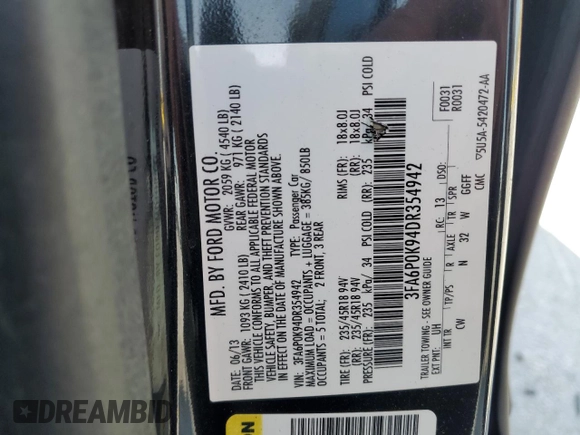 MFD. BY FORD MOTOR CO.
DATE: 06/13 GVWR: 2059 KG / 4540 LB)
FRONT GAWR: 1093 KG ( 2410 LB) REAR GAWR: 971 KG ( 2140 LB)
THIS VEHICLE CONFORMS TO ALL APPLICABLE FEDERAL MOTOR
VEHICLE SAFETY, BUMPER, AND THEFT PREVENTION STANDARDS
IN EFFECT ON THE DATE OF MANUFACTURE SHOWN ABOVE.
VIN: 3FA6P0K94DR354942 TYPE: Passenger Car
MAXIMUM LOAD = OCCUPANTS + LUGGAGE = 385KG/ 850LB
OCCUPANTS = 5 TOTAL: 2 FRONT, 3 REAR
TIRE (FR): 235/45R18 94V RIMS (FR): 18x8.0J
(RR): 235/45R18 94V (RR): 18x8.0J
PRESSURE (FR): 235 kPa/ 34 PSI COLD (RR): 235 kPa/34 PSI COLD
3FA6P0K94DR354942
TRAILER TOWING - SEE OWNER GUIDE
F0031
R0031
EXT PNT: UH RC: 13 DSO:
INT TR TP/PS R AXLE TR SPR
CW N 32 W GGFF
CMC 5U5A-5420472-AA
DREAMBID